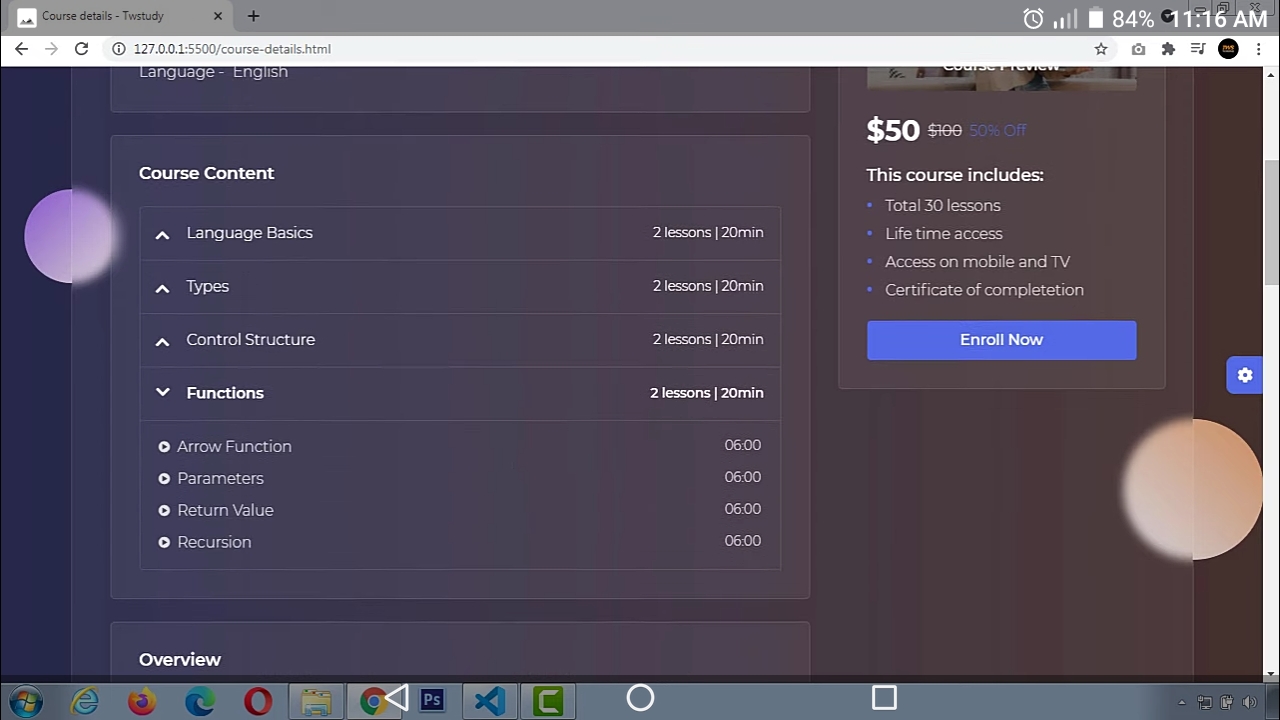 Course details - Twstudy
84% 11:16 AM
127.0.0.1:5500/course-details.html
Language - English
Course Preview
$50 $100 50% Off
This course includes:
Total 30 lessons
Life time access
Access on mobile and TV
Certificate of completetion
Enroll Now
Course Content
Language Basics 2 lessons | 20min
Types 2 lessons | 20min
Control Structure 2 lessons | 20min
Functions 2 lessons | 20min
Arrow Function 06:00
Parameters 06:00
Return Value 06:00
Recursion 06:00
Overview
Ps